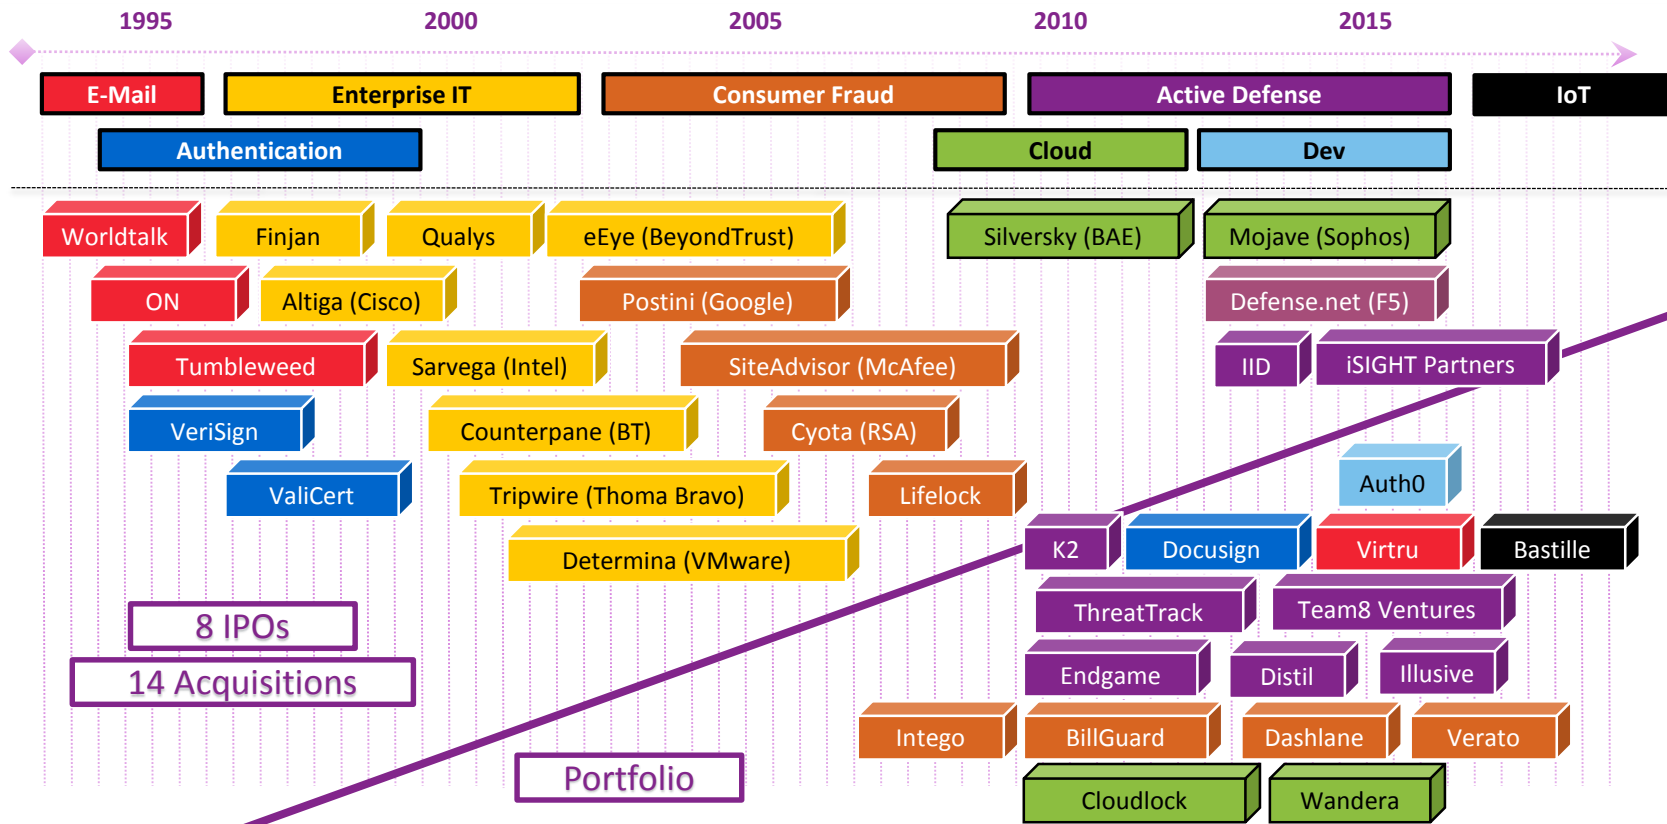 1995 2000 2005 2010 2015
E-Mail Enterprise IT Consumer Fraud Active Defense IoT
Authentication Cloud Dev
Worldtalk Finjan Qualys eEye (BeyondTrust) Silversky (BAE) Mojave (Sophos)
ON Altiga (Cisco) Postini (Google) Defense.net (F5)
Tumbleweed Sarvega (Intel) SiteAdvisor (McAfee) IID iSIGHT Partners
VeriSign Counterpane (BT) Cyota (RSA)
ValiCert Tripwire (Thoma Bravo) Lifelock Auth0
Determina (VMware) K2 Docusign Virtru Bastille
8 IPOs ThreatTrack Team8 Ventures
14 Acquisitions Endgame Distil Illusive
Intego BillGuard Dashlane Verato
Portfolio Cloudlock Wandera